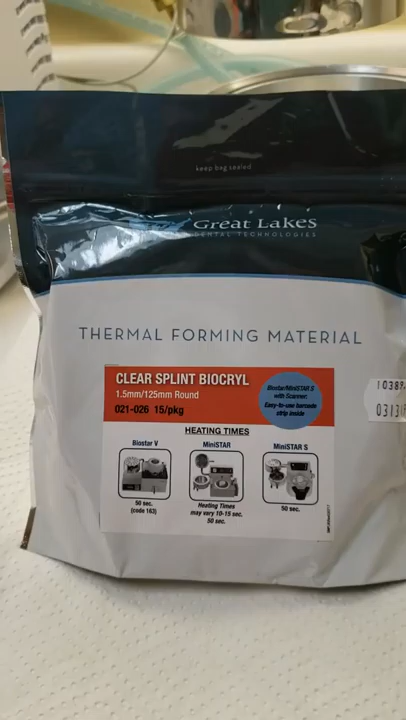 keep bag sealed
Great Lakes
DENTAL TECHNOLOGIES
THERMAL FORMING MATERIAL
CLEAR SPLINT BIOCRYL
1.5mm/125mm Round
021-026 15/pkg
Biostar/MiniSTAR S
with Scanner:
Easy-to-use barcode
strip inside
1038
0313
HEATING TIMES
Biostar V
50 sec.
(code 163)
MiniSTAR
Heating Times
may vary 10-15 sec.
50 sec.
MiniSTAR S
50 sec.